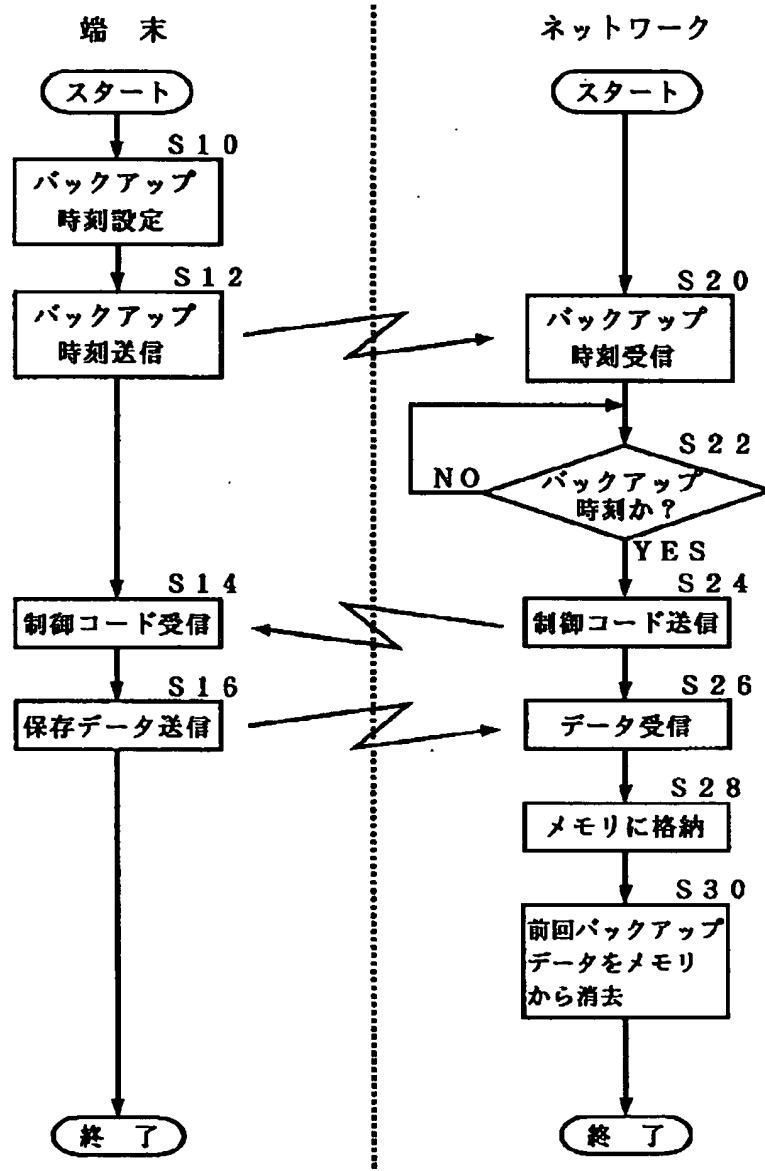 端 末
スタート
S10
バックアップ
時刻設定
S12
バックアップ
時刻送信
S14
制御コード受信
S16
保存データ送信
終 了
ネットワーク
スタート
S20
バックアップ
時刻受信
S22
NO
バックアップ
時刻か?
YES
S24
制御コード送信
S26
データ受信
S28
メモリに格納
S30
前回バックアップ
データをメモリ
から消去
終 了